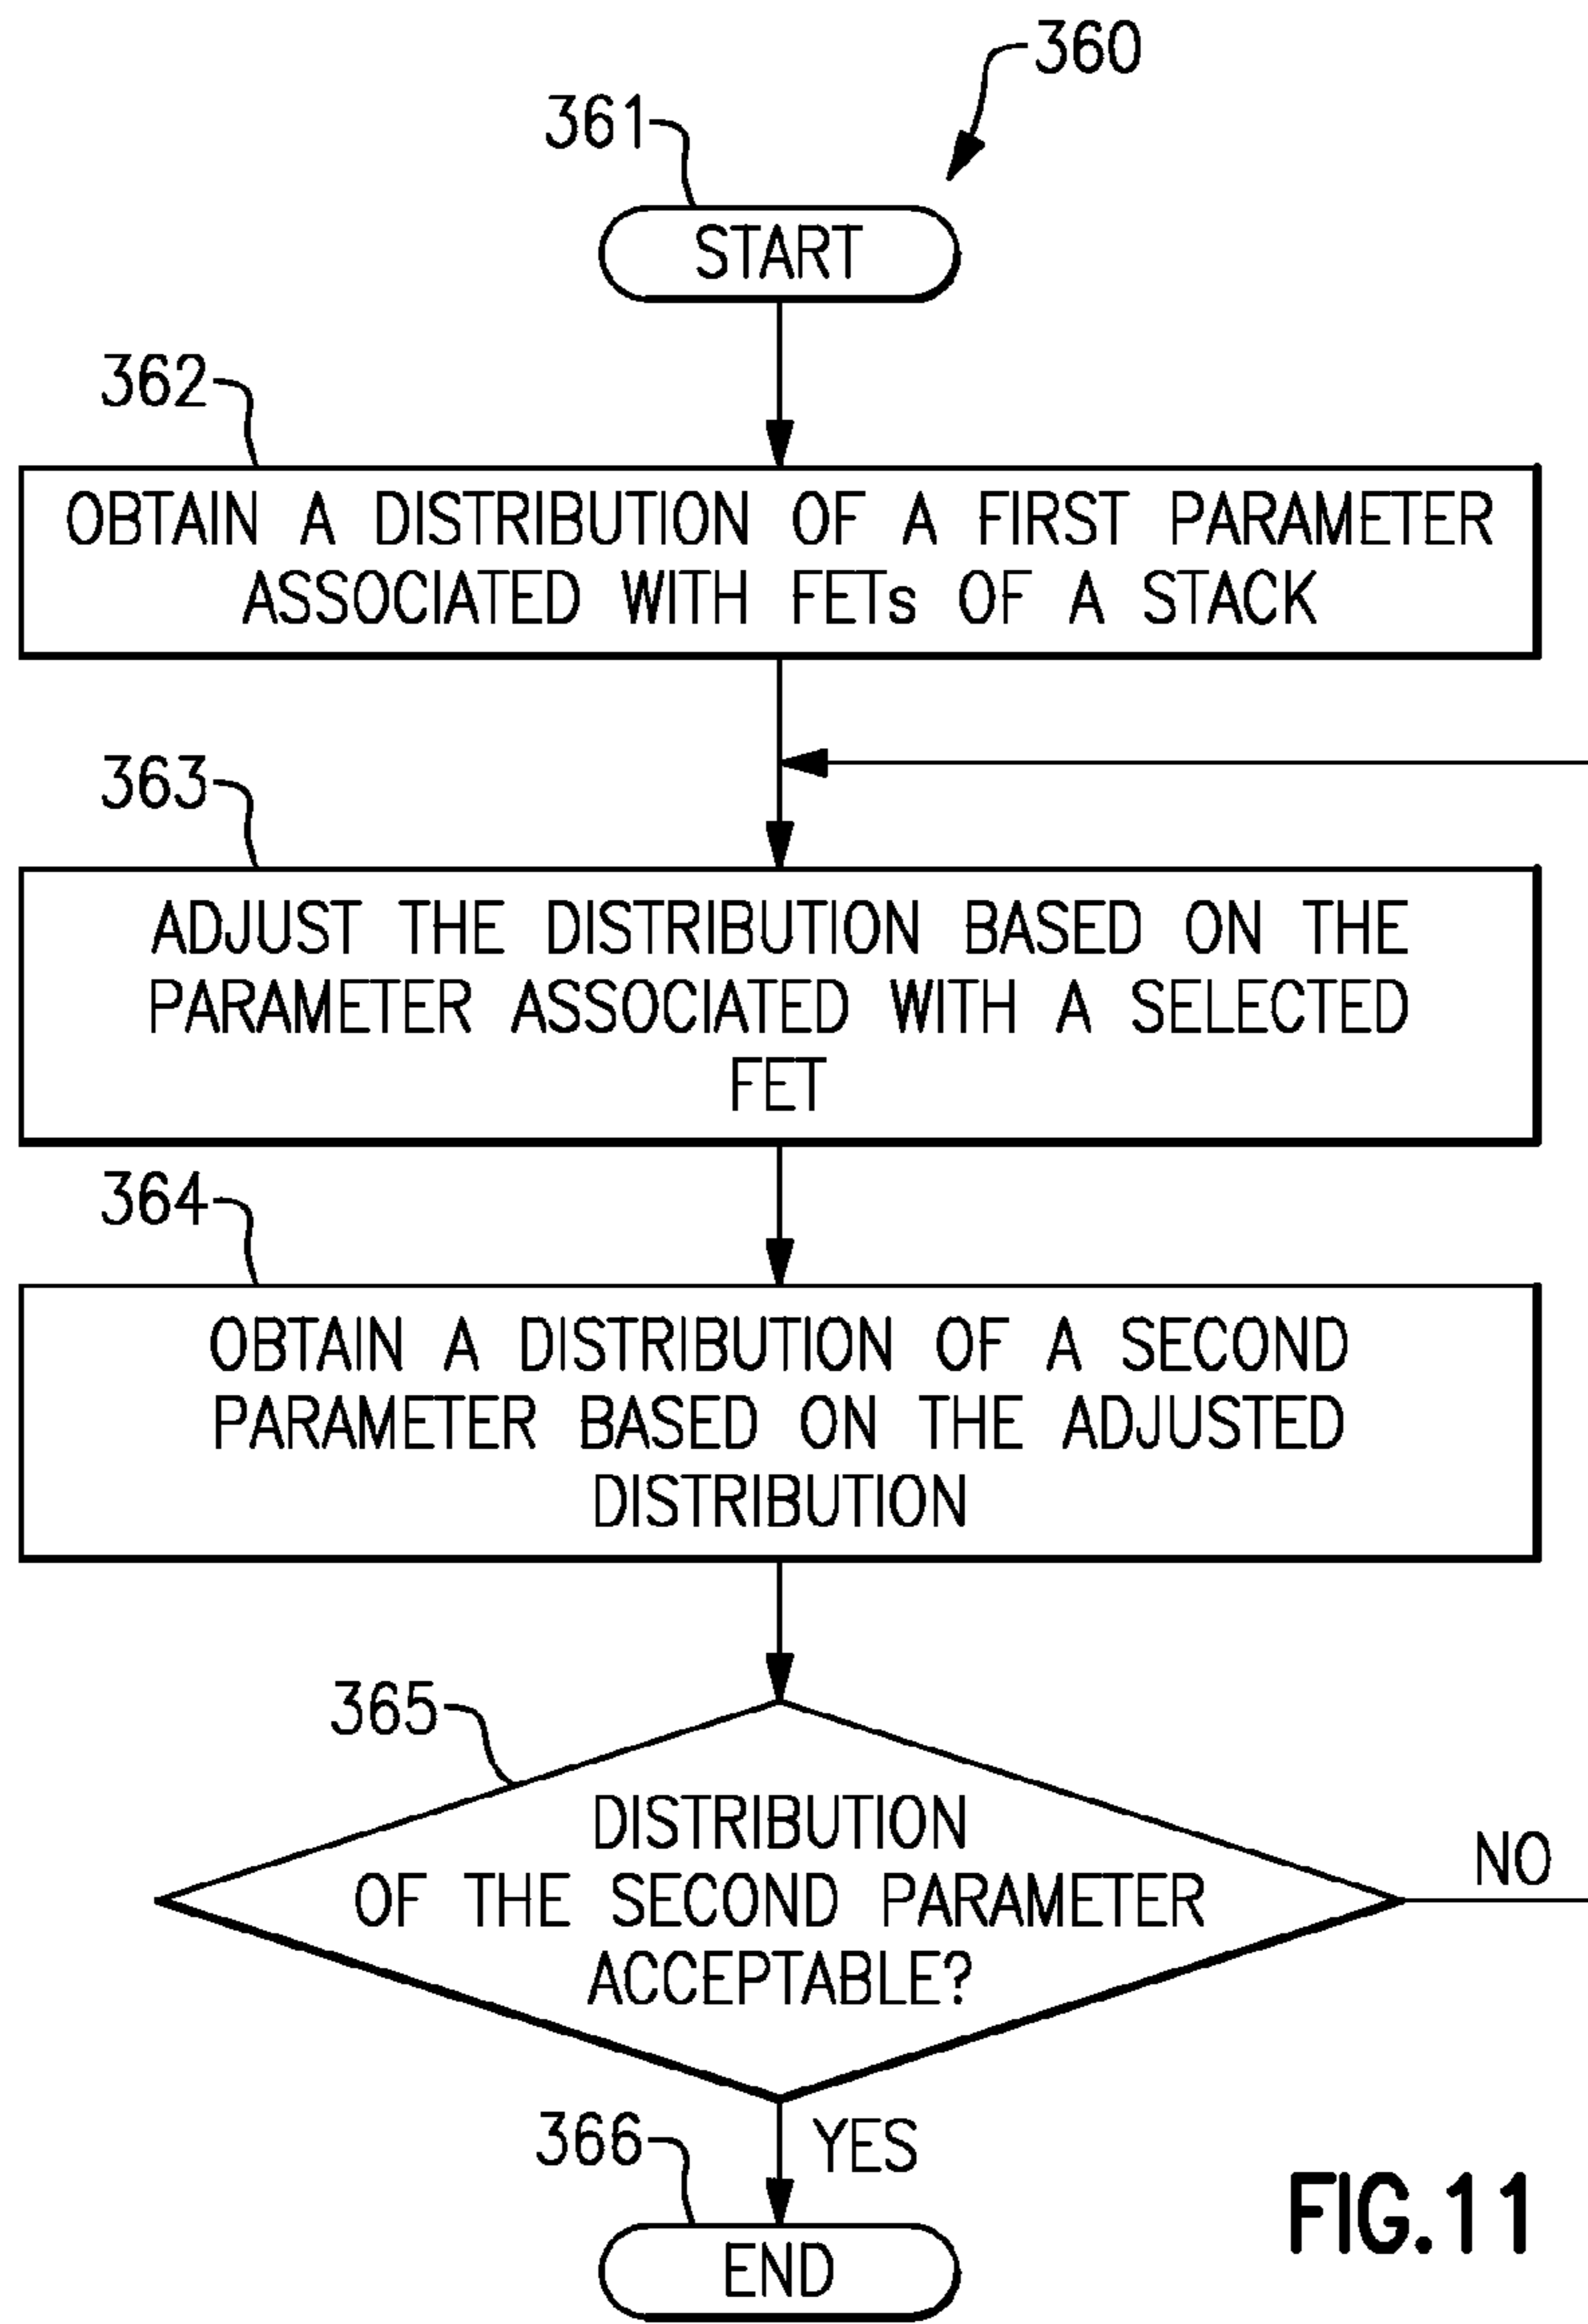 360
361
START
362
OBTAIN A DISTRIBUTION OF A FIRST PARAMETER
ASSOCIATED WITH FETs OF A STACK
363
ADJUST THE DISTRIBUTION BASED ON THE
PARAMETER ASSOCIATED WITH A SELECTED
FET
364
OBTAIN A DISTRIBUTION OF A SECOND
PARAMETER BASED ON THE ADJUSTED
DISTRIBUTION
365
DISTRIBUTION
OF THE SECOND PARAMETER
ACCEPTABLE?
NO
YES
366
END
FIG.11